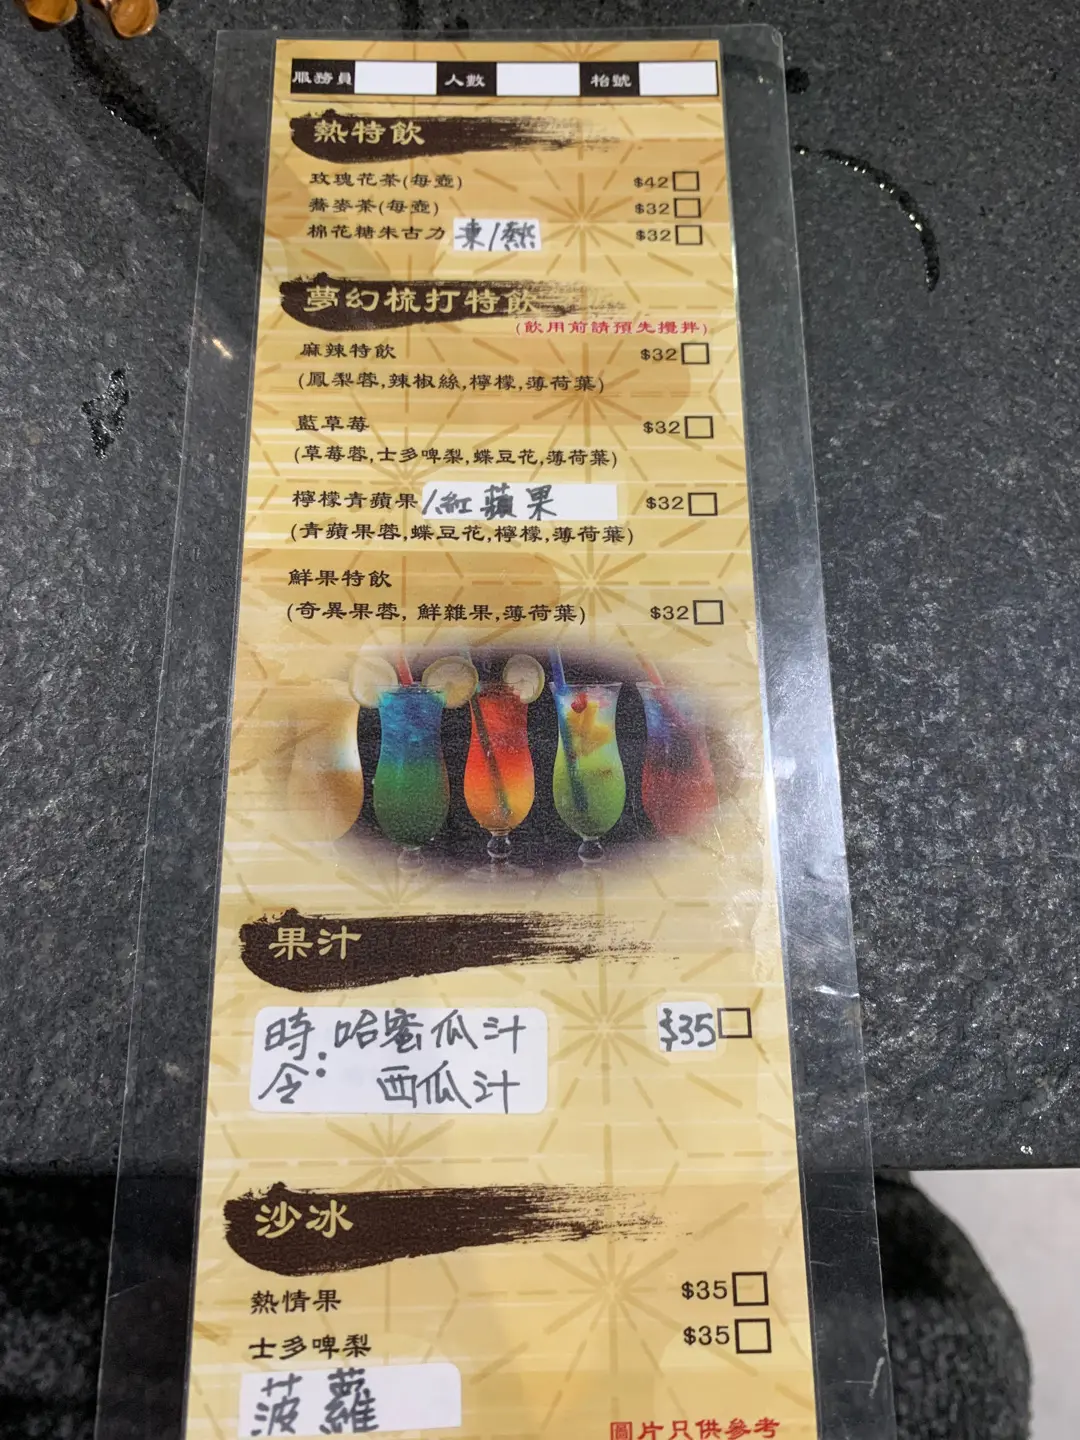 服務員 人數 枱號
熱特飲
玫瑰花茶(每壺) $42
蕎麥茶(每壺) $32
棉花糖朱古力 凍/熱 $32
夢幻梳打特飲
(飲用前請預先攪拌)
麻辣特飲 $32
(鳳梨蓉,辣椒絲,檸檬,薄荷葉)
藍草莓 $32
(草莓蓉,士多啤梨,蝶豆花,薄荷葉)
檸檬青蘋果/紅蘋果 $32
(青蘋果蓉,蝶豆花,檸檬,薄荷葉)
鮮果特飲
(奇異果蓉, 鮮雜果,薄荷葉) $32
果汁
時令: 哈蜜瓜汁 $35
西瓜汁
沙冰
熱情果 $35
士多啤梨 $35
菠蘿
圖片只供參考